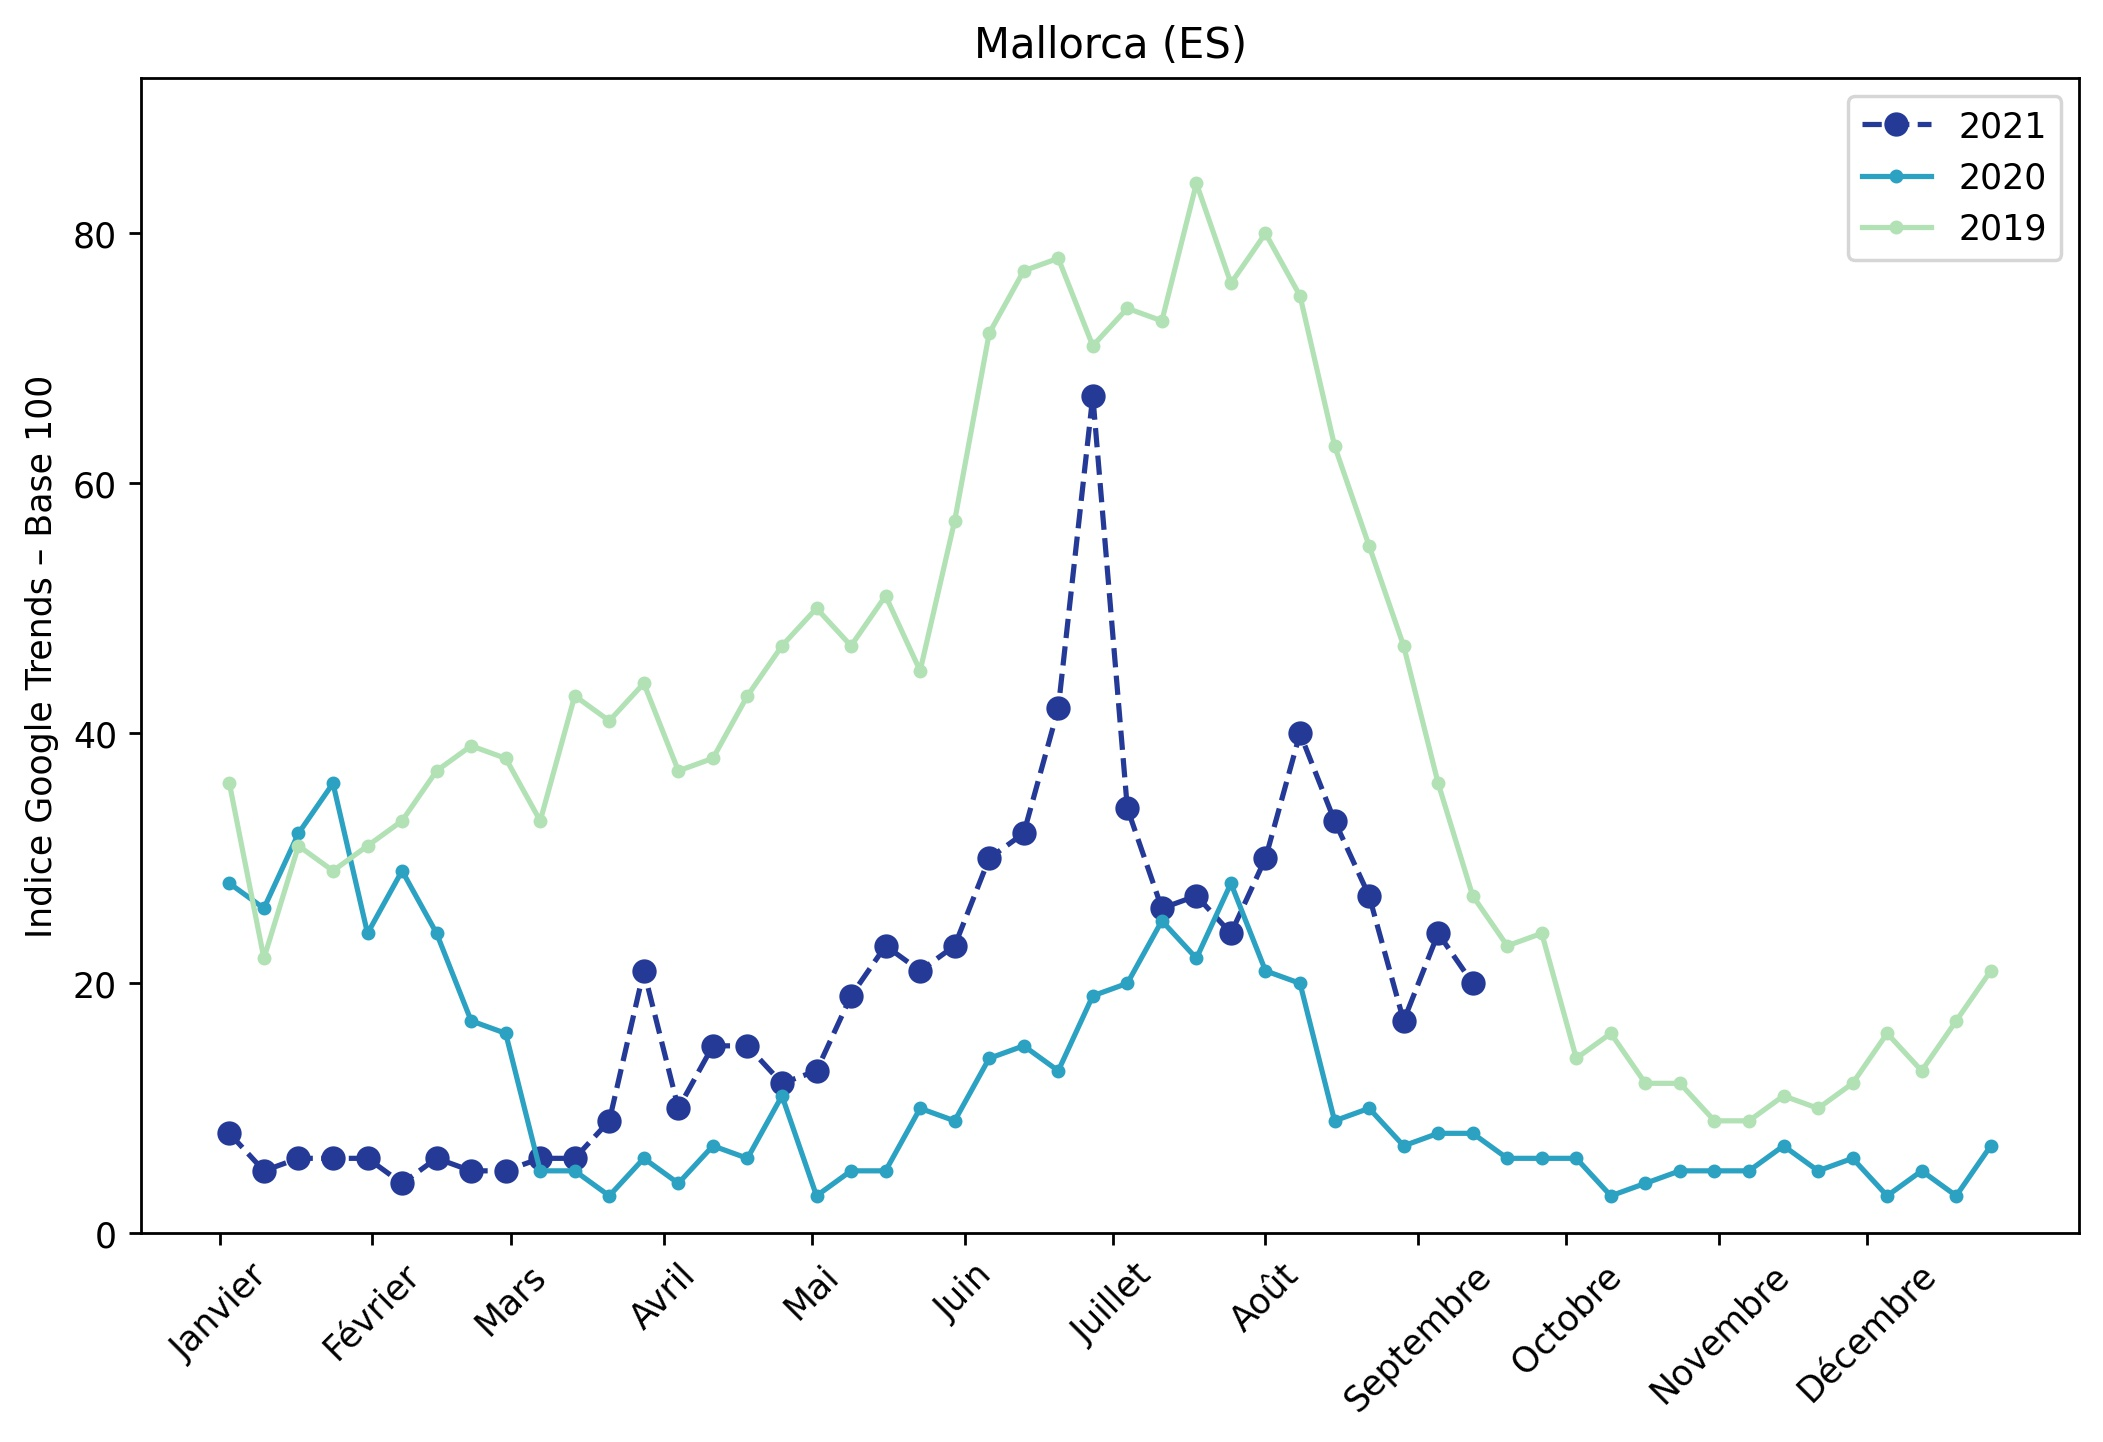 Mallorca (ES)
2021
2020
2019
Indice Google Trends – Base 100
80
60
40
20
0
Janvier
Février
Mars
Avril
Mai
Juin
Juillet
Août
Septembre
Octobre
Novembre
Décembre